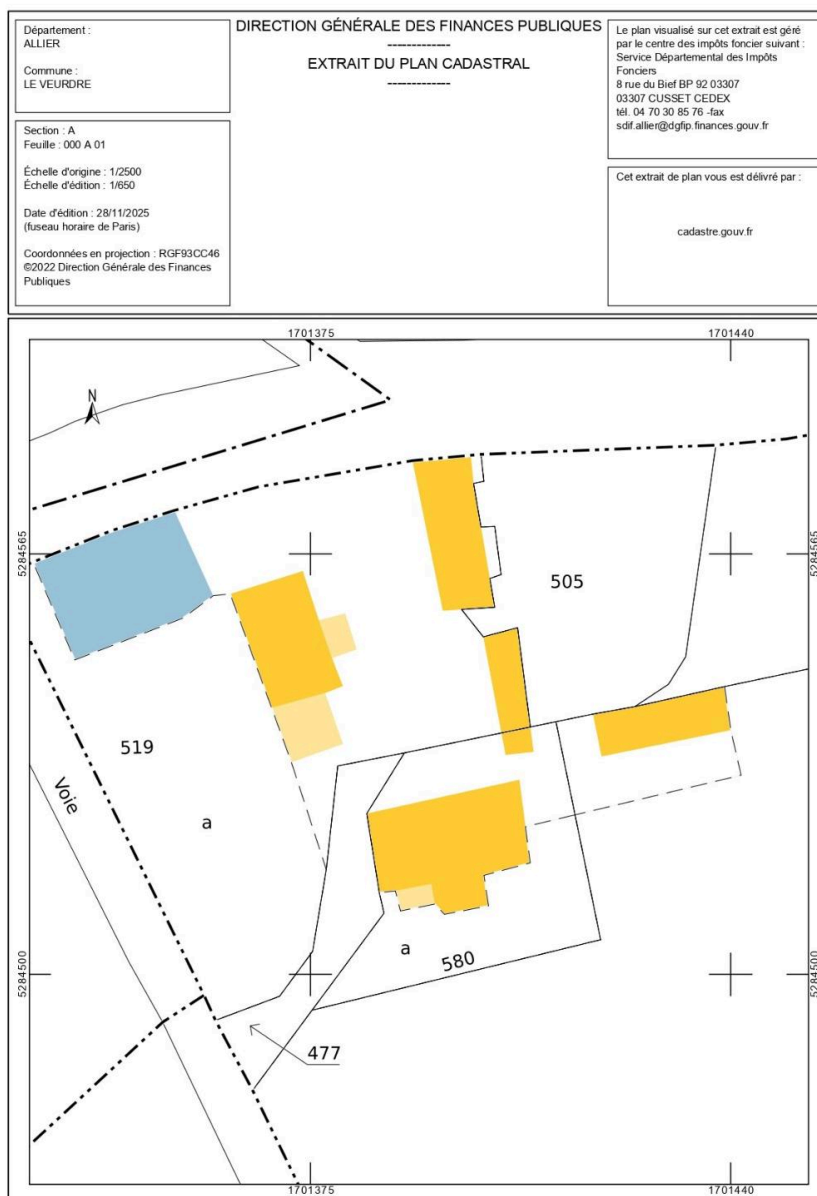 Département :
ALLIER
Commune :
LE VEURDRE
Section : A
Feuille : 000 A 01
Échelle d'origine : 1/2500
Échelle d'édition : 1/650
Date d'édition : 28/11/2025
(fuseau horaire de Paris)
Coordonnées en projection : RGF93CC46
©2022 Direction Générale des Finances
Publiques
DIRECTION GÉNÉRALE DES FINANCES PUBLIQUES
-------------
EXTRAIT DU PLAN CADASTRAL
-------------
Le plan visualisé sur cet extrait est géré
par le centre des impôts foncier suivant :
Service Départemental des Impôts
Fonciers
8 rue du Bief BP 92 03307
03307 CUSSET CEDEX
tél. 04 70 30 85 76 -fax
sdif.allier@dgfip.finances.gouv.fr
Cet extrait de plan vous est délivré par :
cadastre.gouv.fr
1701375
1701440
N
5284565
5284565
505
519
Voie
a
a
580
5284500
5284500
477
1701375
1701440